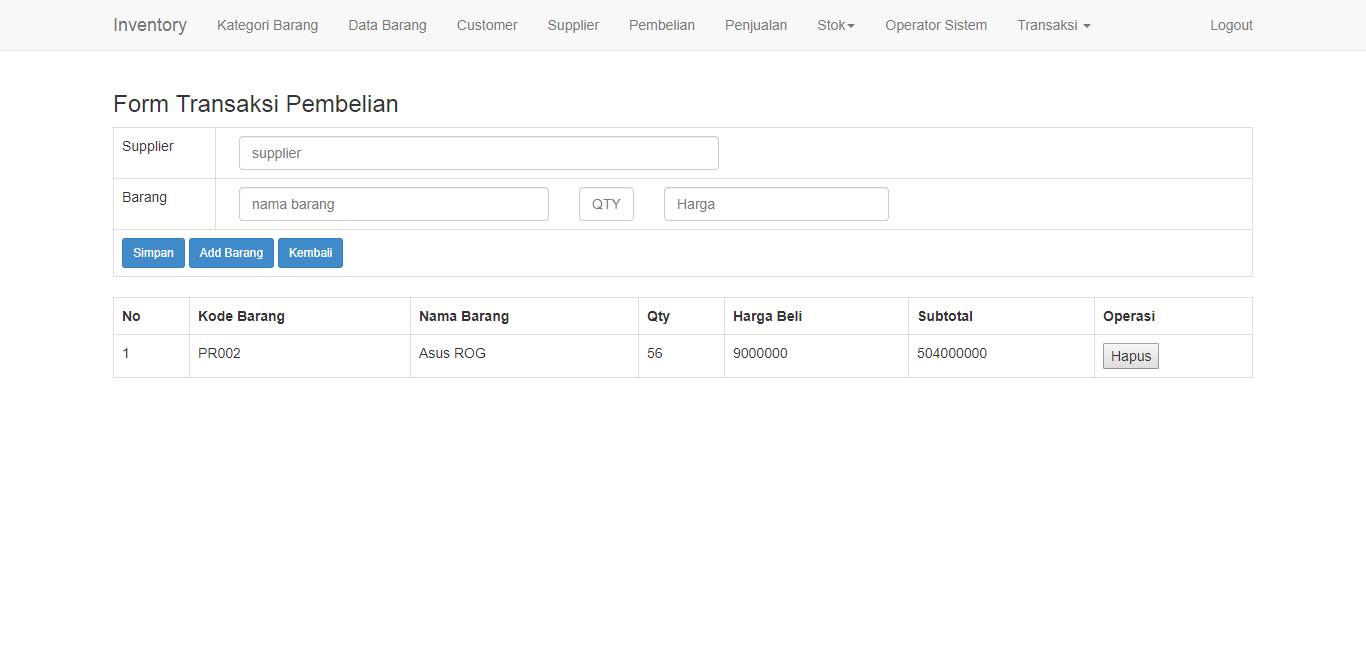 Inventory Kategori Barang Data Barang Customer Supplier Pembelian Penjualan Stok Operator Sistem Transaksi Logout
Form Transaksi Pembelian
Supplier supplier
Barang nama barang QTY Harga
Simpan Add Barang Kembali
No Kode Barang Nama Barang Qty Harga Beli Subtotal Operasi
1 PR002 Asus ROG 56 9000000 504000000 Hapus